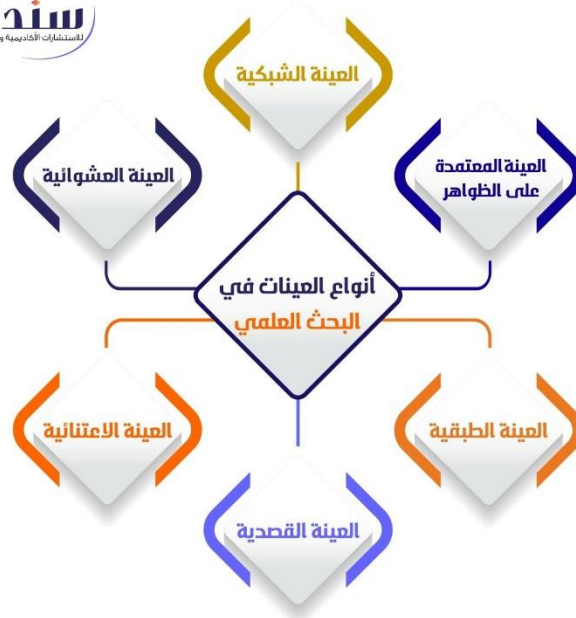 سند
للاستشارات الأكاديمية و
العينة الشبكية
العينة المعتمدة
على الظواهر
العينة العشوائية
أنواع العينات في
البحث العلمي
العينة الطبقية
العينة الاعتنائية
العينة القصدية